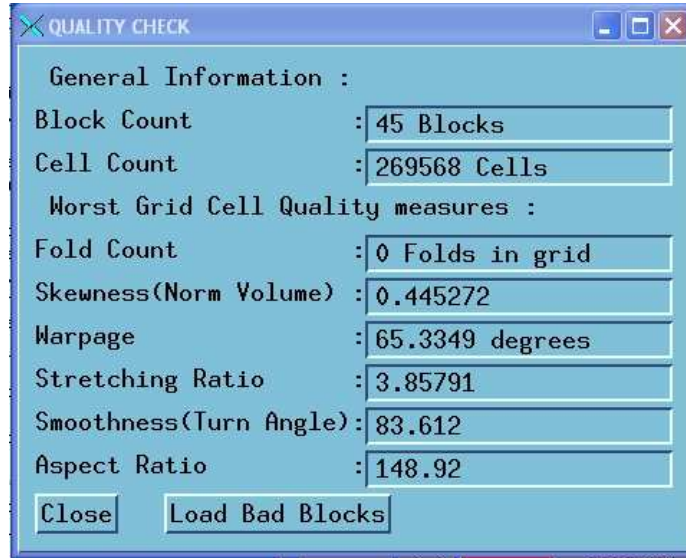 QUALITY CHECK
General Information :
Block Count : 45 Blocks
Cell Count : 269568 Cells
Worst Grid Cell Quality measures :
Fold Count : 0 Folds in grid
Skewness(Norm Volume) : 0.445272
Warpage : 65.3349 degrees
Stretching Ratio : 3.85791
Smoothness(Turn Angle): 83.612
Aspect Ratio : 148.92
Close Load Bad Blocks